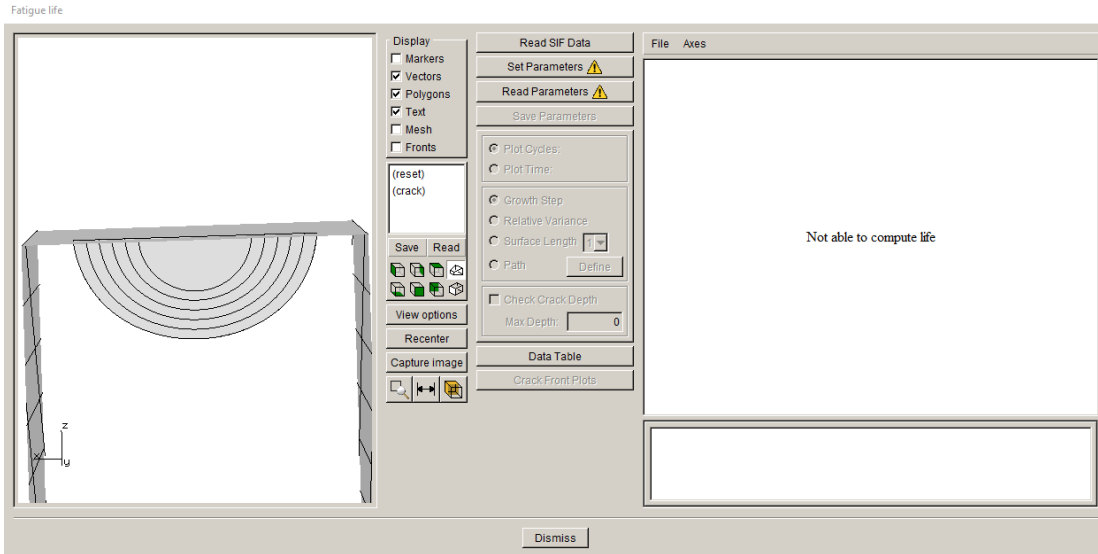 Fatigue life
Display
Markers
Vectors
Polygons
Text
Mesh
Fronts
(reset)
(crack)
Save Read
View options
Recenter
Capture image
Read SIF Data
Set Parameters
Read Parameters
Save Parameters
Plot Cycles:
Plot Time:
Growth Step
Relative Variance
Surface Length 1
Path Define
Check Crack Depth
Max Depth: 0
Data Table
Crack Front Plots
File Axes
Not able to compute life
z
x
y
Dismiss